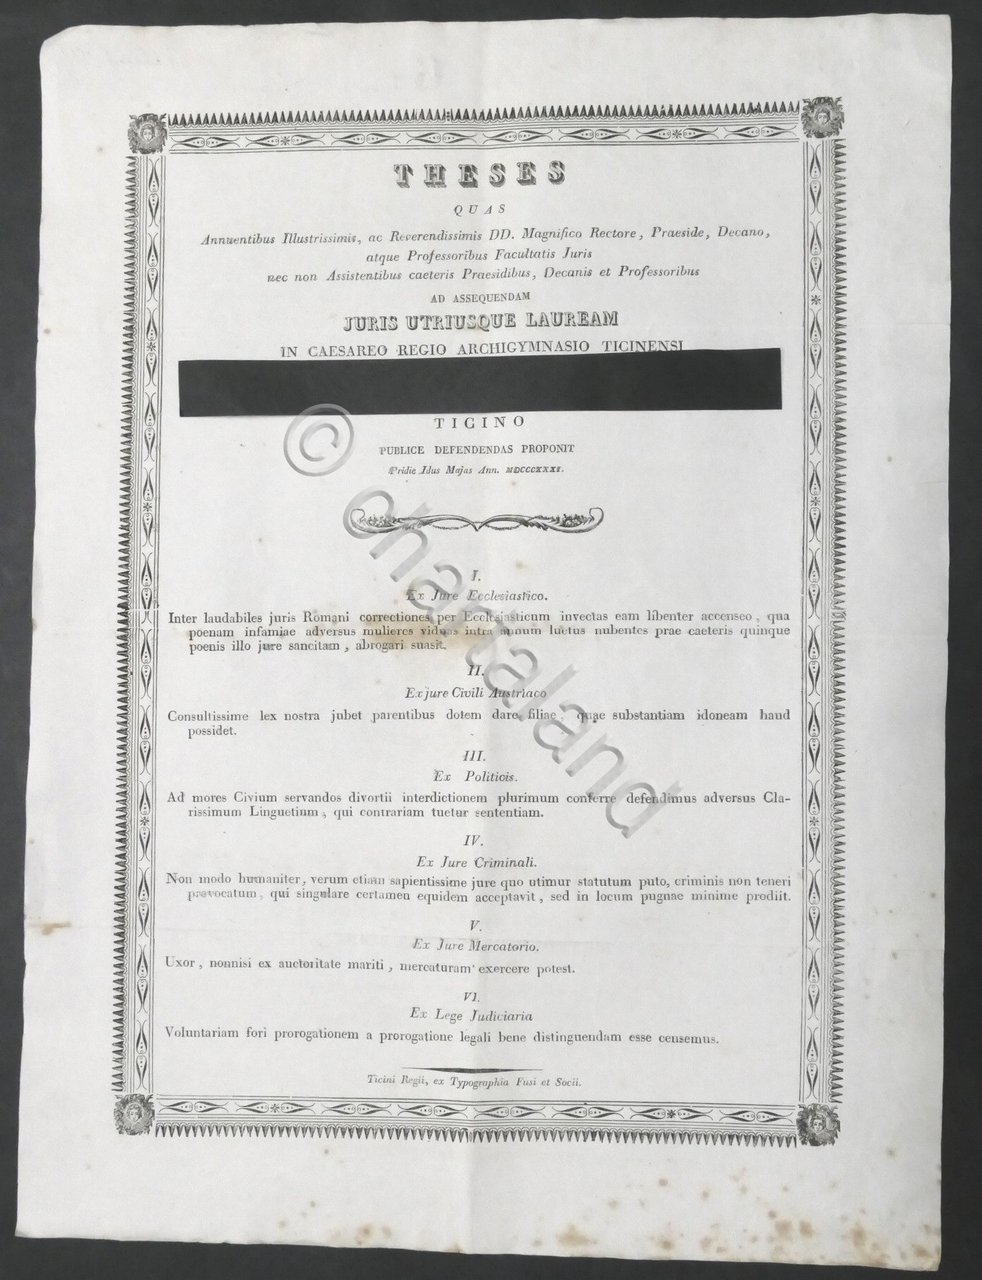 THESES
QUAS
Annuentibus Illustrissimis, ac Reverendissimis DD. Magnifico Rectore, Praeside, Decano,
atque Professoribus Facultatis Juris
nec non Assistentibus caeteris Praesidibus, Decanis et Professoribus
AD ASSEQUENDAM
JURIS UTRIUSQUE LAUREAM
IN CAESAREO REGIO ARCHIGYMNASIO TICINENSI
TICINO
PUBLICE DEFENDENDAS PROPONIT
Pridie Idus Majas Ann. MDCCCXXXI.
I.
Ex Jure Ecclesiastico.
Inter laudabiles juris Romani correctiones per Ecclesiasticum invectas eam libenter accenseo, qua
poenam infamiae adversus mulieres viduas intra annum luctus nubentes prae caeteris quinque
poenis illo jure sancitam, abrogari suasit.
II.
Ex jure Civili Austriaco
Consultissime lex nostra jubet parentibus dotem dare filiae, quae substantiam idoneam haud
possidet.
III.
Ex Politicis.
Ad mores Civium servandos divortii interdictionem plurimum conferre defendimus adversus Cla-
rissimum Linguetium, qui contrariam tuetur sententiam.
IV.
Ex Jure Criminali.
Non modo humaniter, verum etiam sapientissime jure quo utimur statutum puto, criminis non teneri
provocatum, qui singulare certamen equidem acceptavit, sed in locum pugnae minime prodiit.
V.
Ex Jure Mercatorio.
Uxor, nonnisi ex auctoritate mariti, mercaturam exercere potest.
VI.
Ex Lege Judiciaria
Voluntariam fori prorogationem a prorogatione legali bene distinguendam esse censemus.
Ticini Regii, ex Typographia Fusi et Socii.
© chartaland